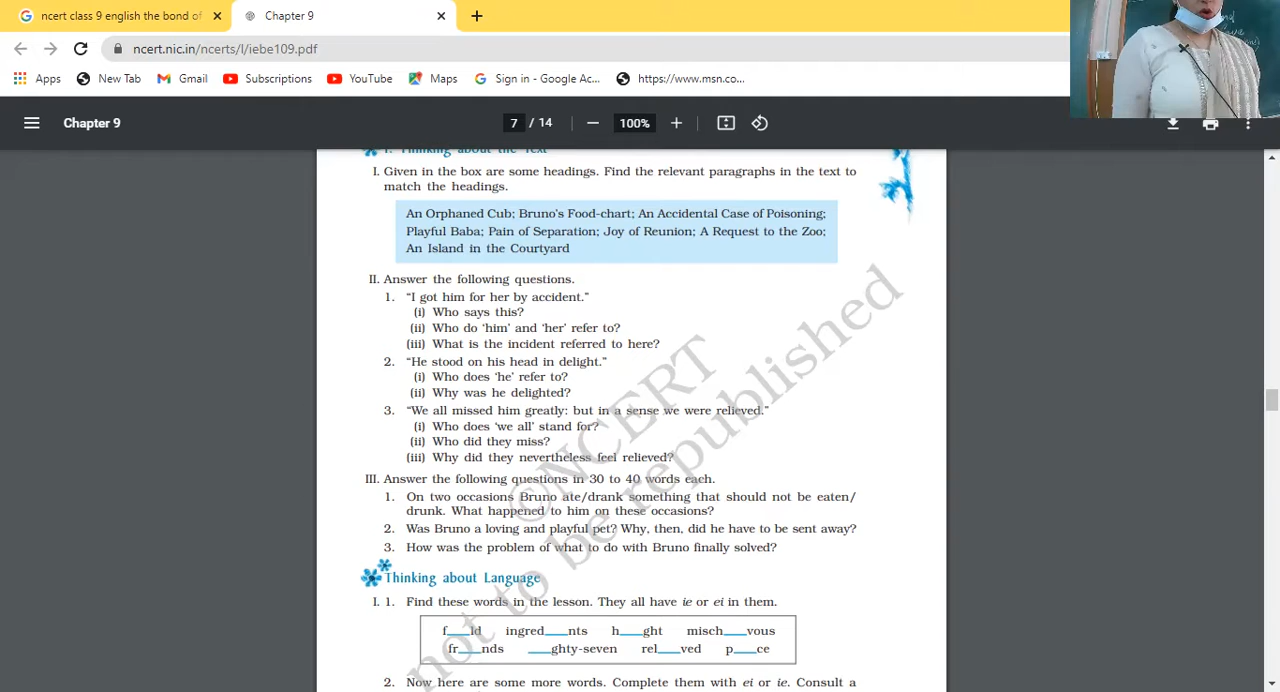 ncert class 9 english the bond of
Chapter 9
ncert.nic.in/ncerts/l/iebe109.pdf
Apps
New Tab
Gmail
Subscriptions
YouTube
Maps
Sign in - Google Ac...
https://www.msn.co...
Chapter 9
7 / 14
100%
I. Thinking about the Text
I. Given in the box are some headings. Find the relevant paragraphs in the text to
match the headings.
An Orphaned Cub; Bruno's Food-chart; An Accidental Case of Poisoning;
Playful Baba; Pain of Separation; Joy of Reunion; A Request to the Zoo;
An Island in the Courtyard
II. Answer the following questions.
1. "I got him for her by accident."
(i) Who says this?
(ii) Who do 'him' and 'her' refer to?
(iii) What is the incident referred to here?
2. "He stood on his head in delight."
(i) Who does 'he' refer to?
(ii) Why was he delighted?
3. "We all missed him greatly: but in a sense we were relieved."
(i) Who does 'we all' stand for?
(ii) Who did they miss?
(iii) Why did they nevertheless feel relieved?
III. Answer the following questions in 30 to 40 words each.
1. On two occasions Bruno ate/drank something that should not be eaten/
drunk. What happened to him on these occasions?
2. Was Bruno a loving and playful pet? Why, then, did he have to be sent away?
3. How was the problem of what to do with Bruno finally solved?
Thinking about Language
I. 1. Find these words in the lesson. They all have ie or ei in them.
f__ld ingred__nts h__ght misch__vous
fr__nds __ghty-seven rel__ved p__ce
2. Now here are some more words. Complete them with ei or ie. Consult a
©NCERT
not to be republished